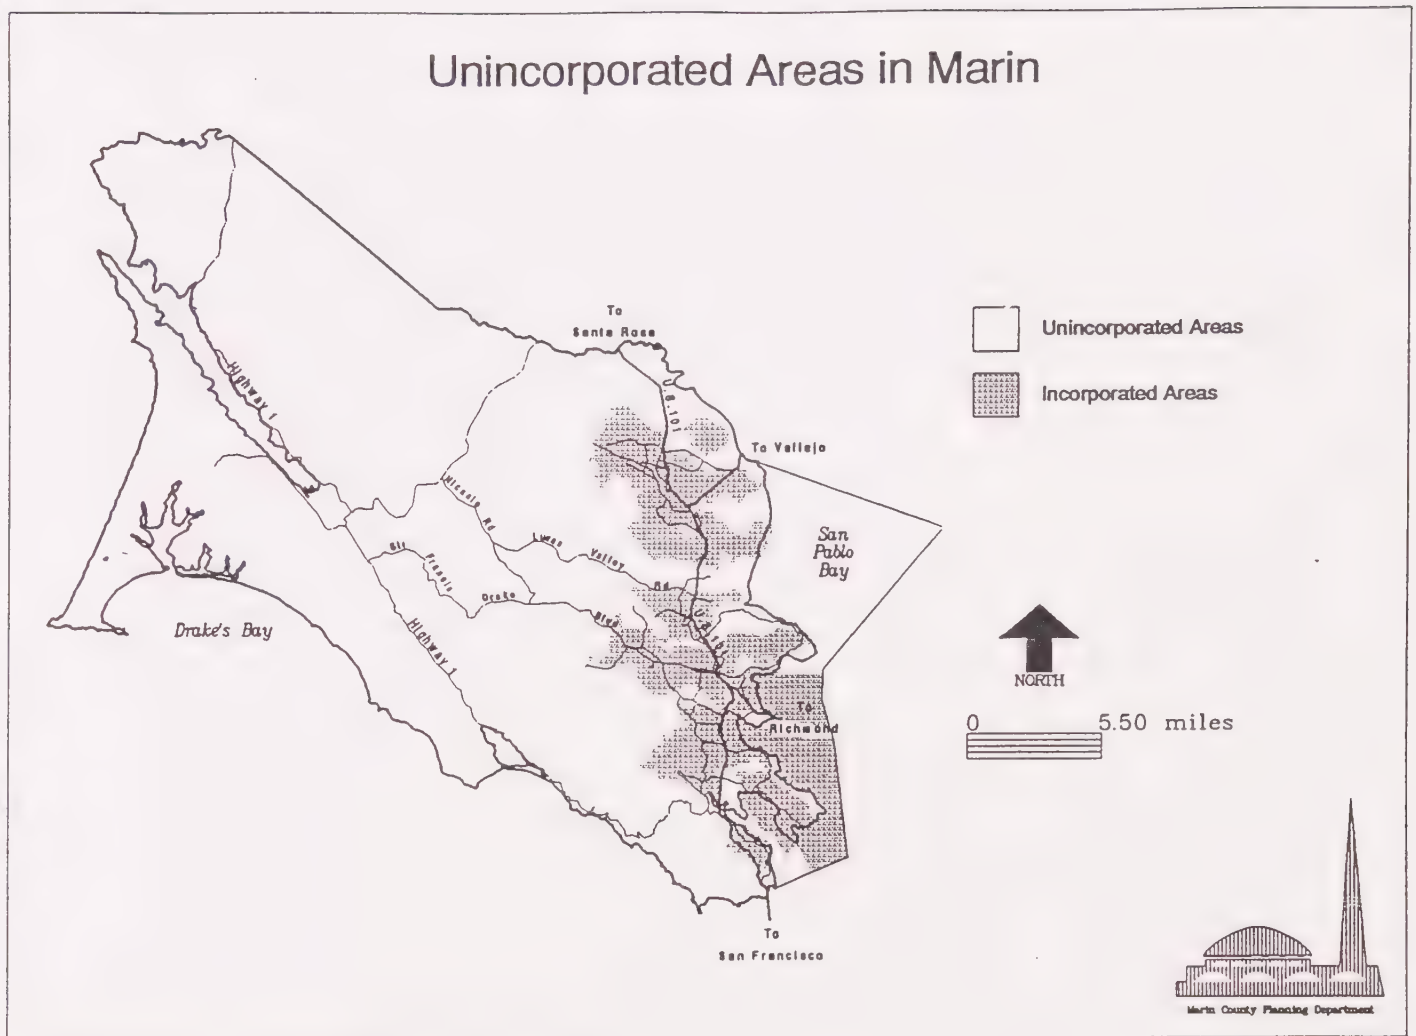 Unincorporated Areas in Marin
To
Santa Rosa
Unincorporated Areas
Incorporated Areas
Highway 1
U.S. 101
To Vallejo
Nicasio Rd
Lucas Valley Rd
San
Pablo
Bay
Sir Francis Drake Blvd
Drake's Bay
Highway 1
U.S. 101
NORTH
To
Richmond
0 5.50 miles
To
San Francisco
Marin County Planning Department